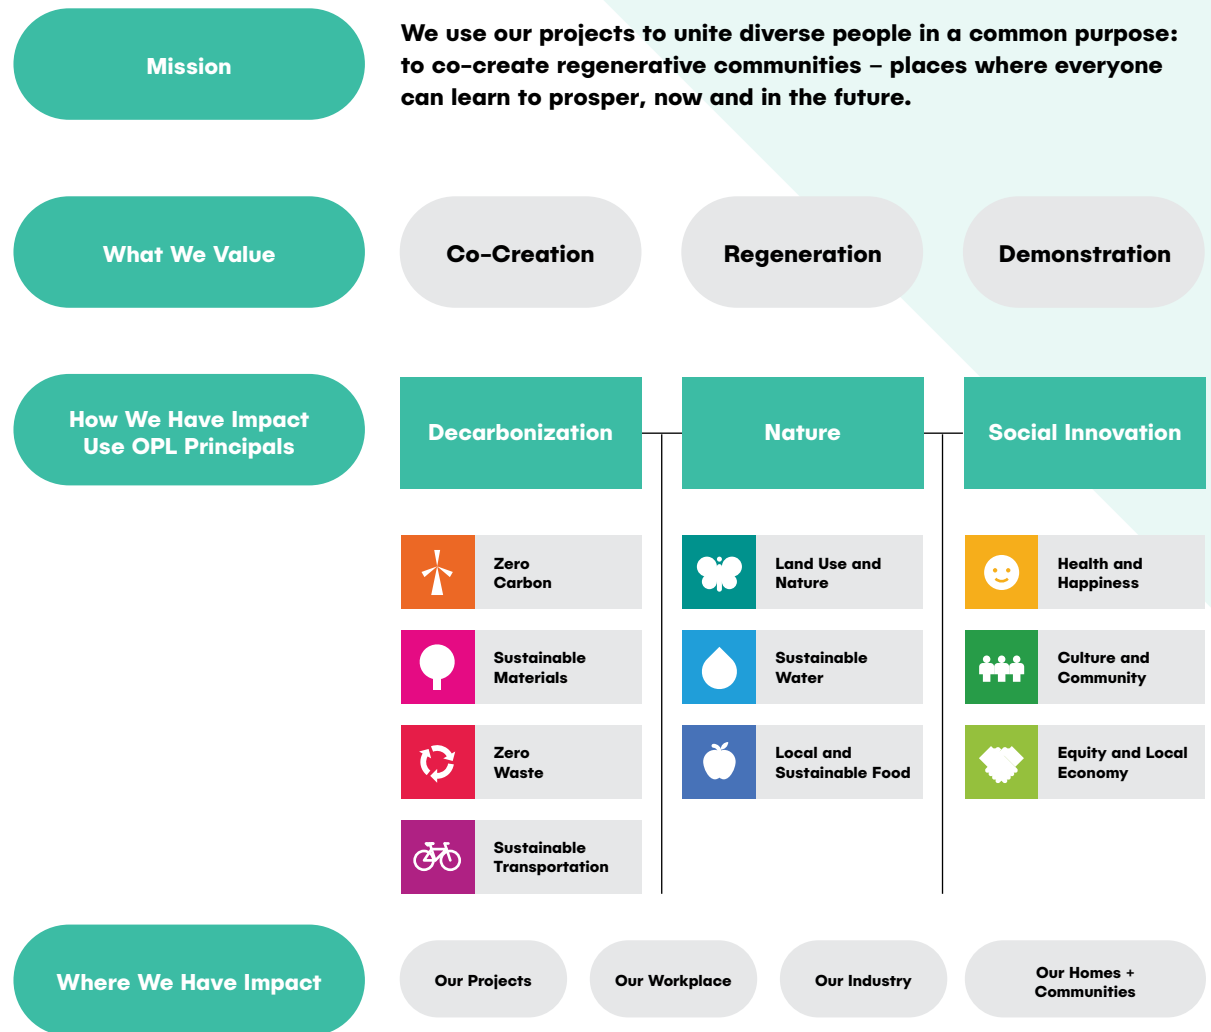 Mission
We use our projects to unite diverse people in a common purpose:
to co-create regenerative communities – places where everyone
can learn to prosper, now and in the future.
What We Value
Co-Creation
Regeneration
Demonstration
How We Have Impact
Use OPL Principals
Decarbonization
Nature
Social Innovation
Zero
Carbon
Sustainable
Materials
Zero
Waste
Sustainable
Transportation
Land Use and
Nature
Sustainable
Water
Local and
Sustainable Food
Health and
Happiness
Culture and
Community
Equity and Local
Economy
Where We Have Impact
Our Projects
Our Workplace
Our Industry
Our Homes +
Communities